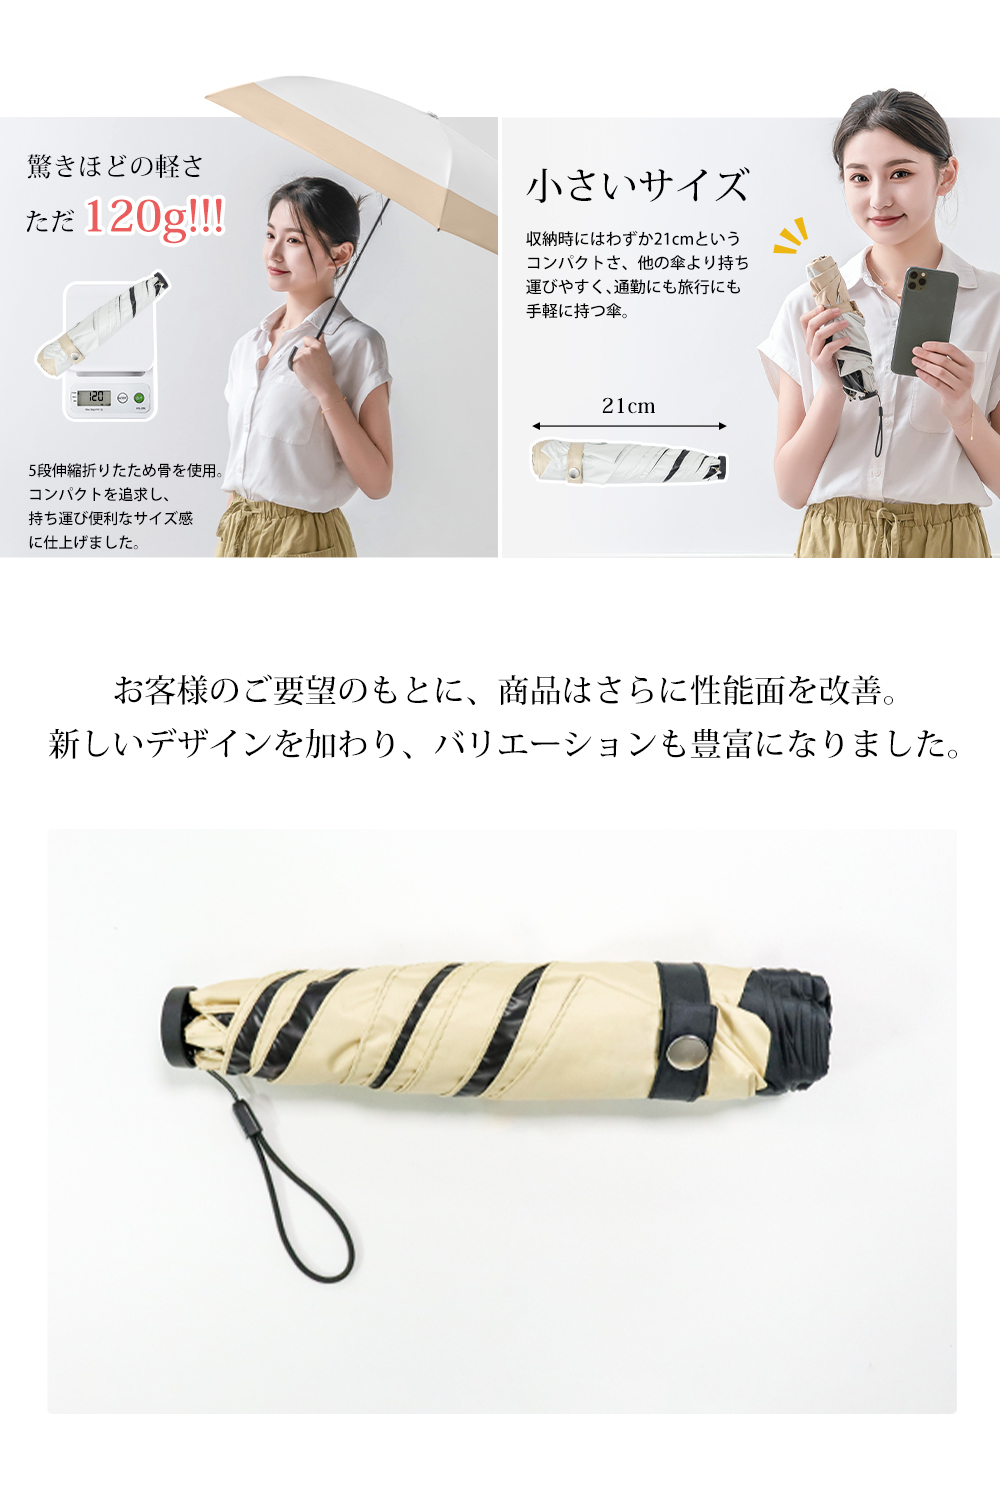 驚きほどの軽さ
ただ 120g!!!
120
5段伸縮折りたため骨を使用。
コンパクトを追求し、
持ち運び便利なサイズ感
に仕上げました。
小さいサイズ
収納時にはわずか21cmという
コンパクトさ、他の傘より持ち
運びやすく、通勤にも旅行にも
手軽に持つ傘。
21cm
お客様のご要望のもとに、商品はさらに性能面を改善。
新しいデザインを加わり、バリエーションも豊富になりました。